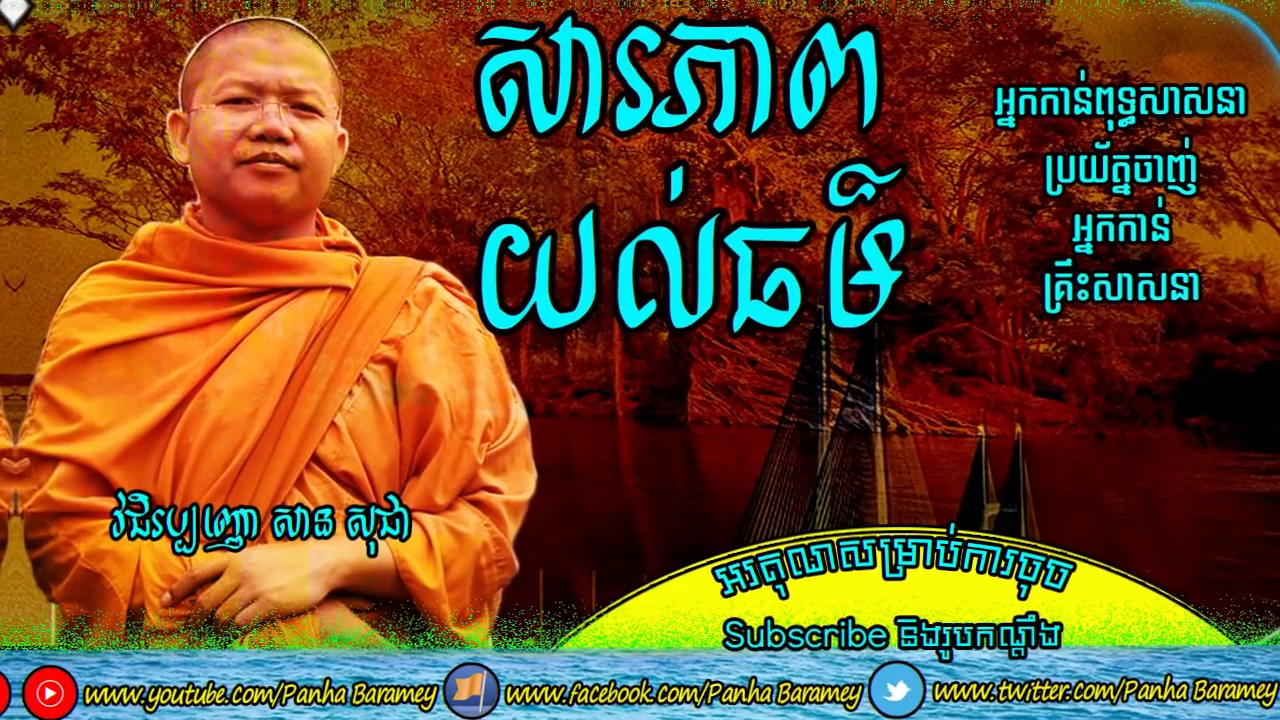 សារភាព
យល់ធម៌
អ្នកកាន់ពុទ្ធសាសនា
ប្រយ័ត្នចាញ់
អ្នកកាន់
គ្រឹះសាសនា
វជិរប្បញ្ញោ សាន សុជា
អរគុណសម្រាប់ការចុច
Subscribe និងរូបកណ្ដឹង
www.youtube.com/Panha Baramey
www.facebook.com/Panha Baramey
www.twitter.com/Panha Baramey